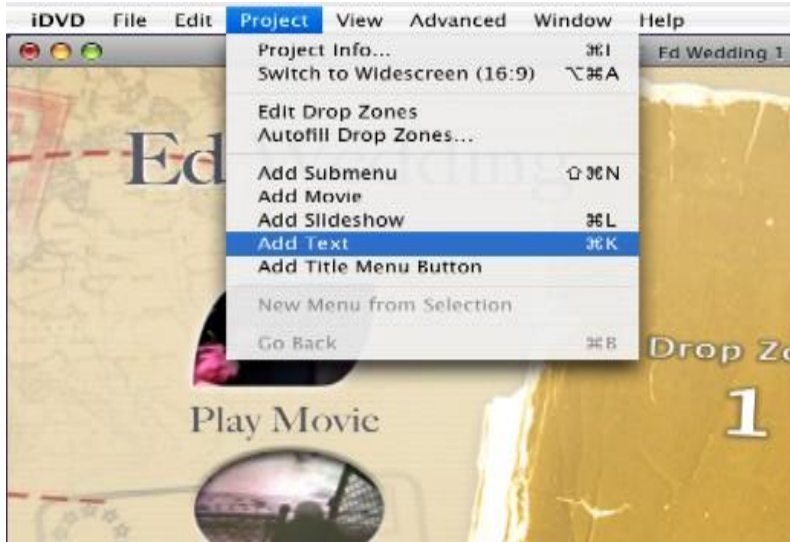 iDVD File Edit Project View Advanced Window Help
Ed Wedding 1
Project Info... ⌘I
Switch to Widescreen (16:9) ⌥⌘A
Edit Drop Zones
Autofill Drop Zones...
Add Submenu ⇧⌘N
Add Movie
Add Slideshow ⌘L
Add Text ⌘K
Add Title Menu Button
New Menu from Selection
Go Back ⌘B
Ed
Drop Zo
1
Play Movie